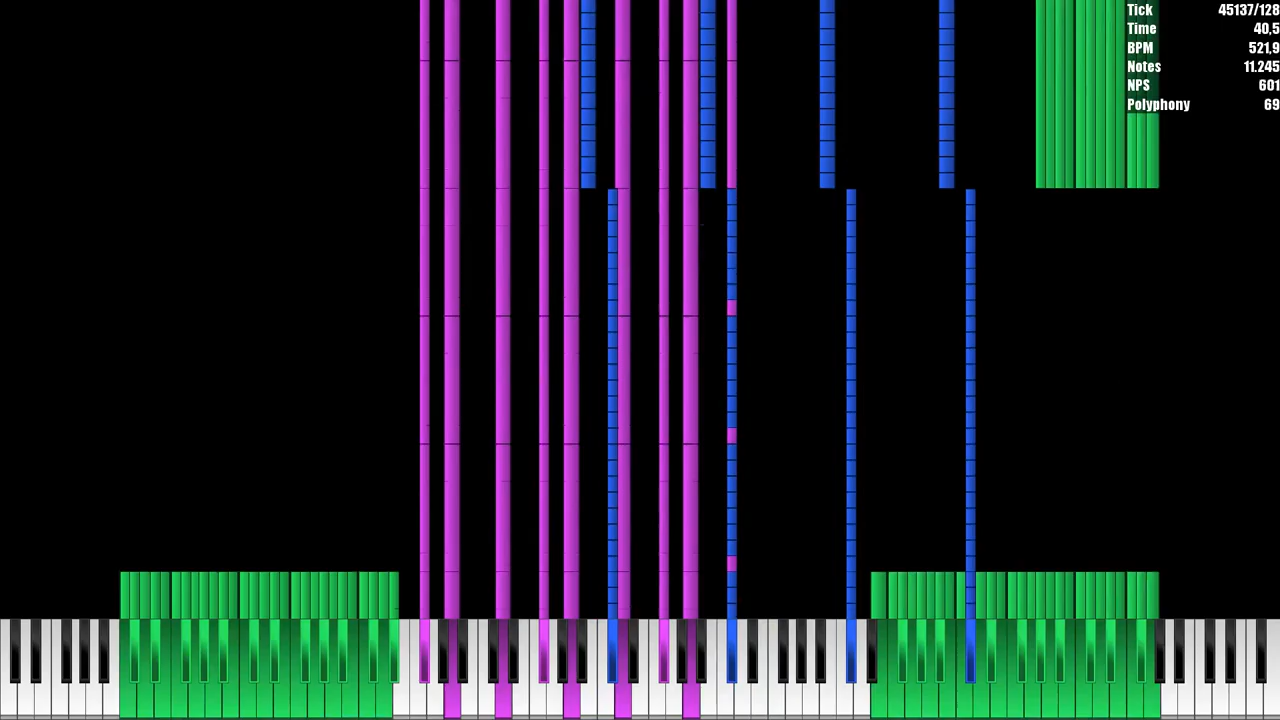 Tick 45137/128
Time 40,5
BPM 521,9
Notes 11.245
NPS 601
Polyphony 69